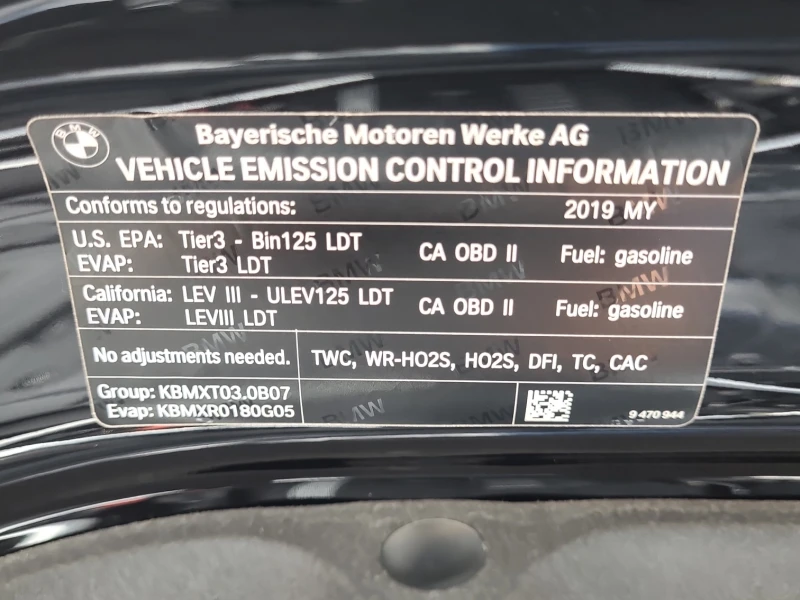 BMW
Bayerische Motoren Werke AG
VEHICLE EMISSION CONTROL INFORMATION
Conforms to regulations: 2019 MY
U.S. EPA: Tier3 - Bin125 LDT CA OBD II Fuel: gasoline
EVAP: Tier3 LDT
California: LEV III - ULEV125 LDT CA OBD II Fuel: gasoline
EVAP: LEVIII LDT
No adjustments needed. TWC, WR-HO2S, HO2S, DFI, TC, CAC
Group: KBMXT03.0B07
Evap: KBMXR0180G05 9 470 944